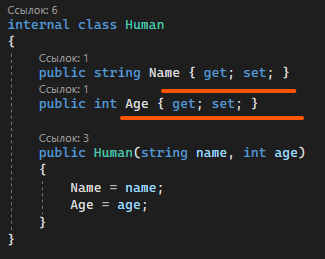 Ссылок: 6
internal class Human
{
Ссылок: 1
public string Name { get; set; }
Ссылок: 1
public int Age { get; set; }
Ссылок: 3
public Human(string name, int age)
{
Name = name;
Age = age;
}
}